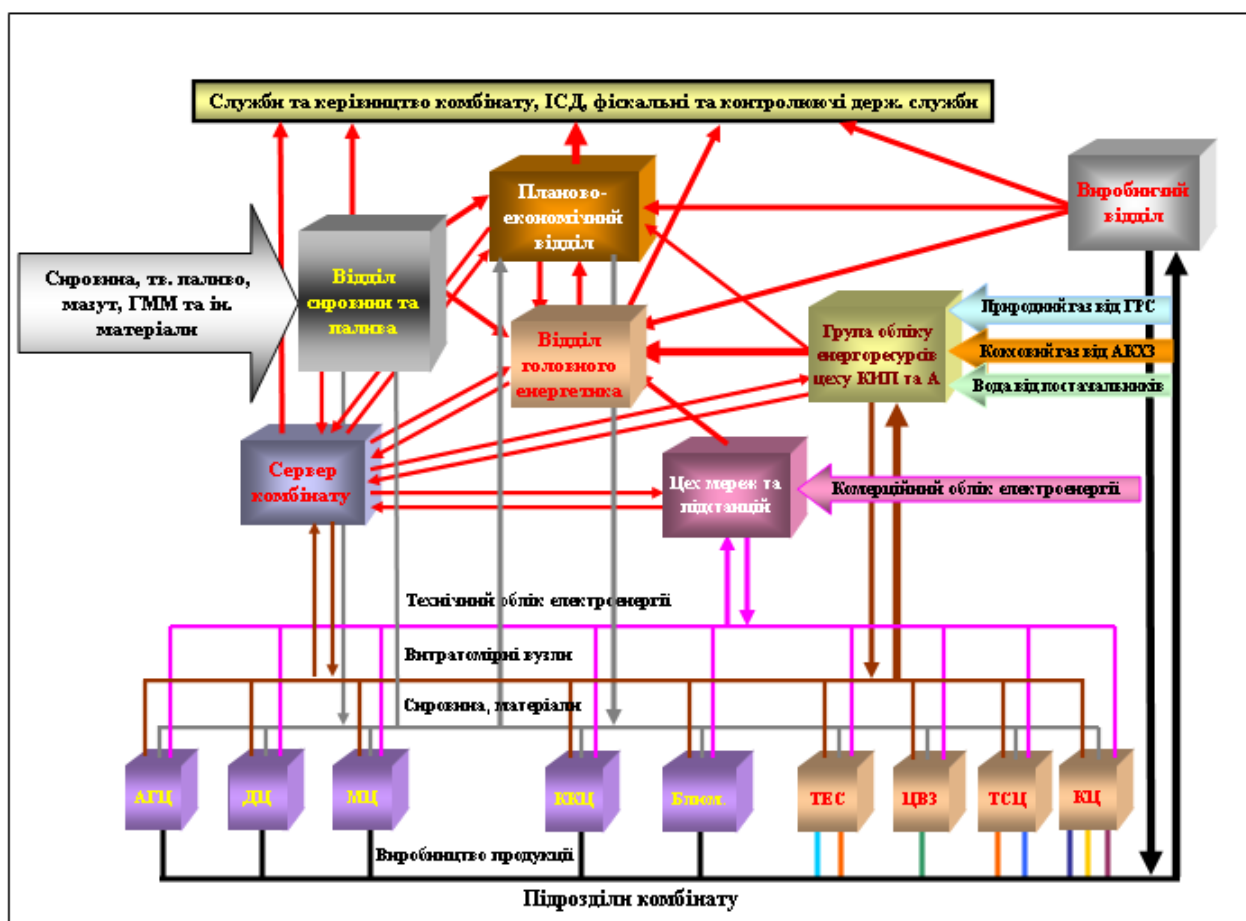 Служби та керівництво комбінату, ІСД, фіскальні та контролюючі держ. служби
Планово-
економічний
відділ
Виробничий
відділ
Сировина, тв. паливо,
мазут, ГММ та ін.
матеріали
Відділ
сировини та
палива
Відділ
головного
енергетика
Група обліку
енергоресурсів
цеху КИП та А
Природний газ від ГРС
Коксовий газ від АКХЗ
Вода від постачальників
Сервер
комбінату
Цех мереж та
підстанцій
Комерційний облік електроенергії
Технічний облік електроенергії
Витратомірні вузли
Сировина, матеріали
АГЦ
ДЦ
МЦ
ККЦ
Блюм.
ТЕС
ЦВЗ
ТСЦ
КЦ
Виробництво продукції
Підрозділи комбінату